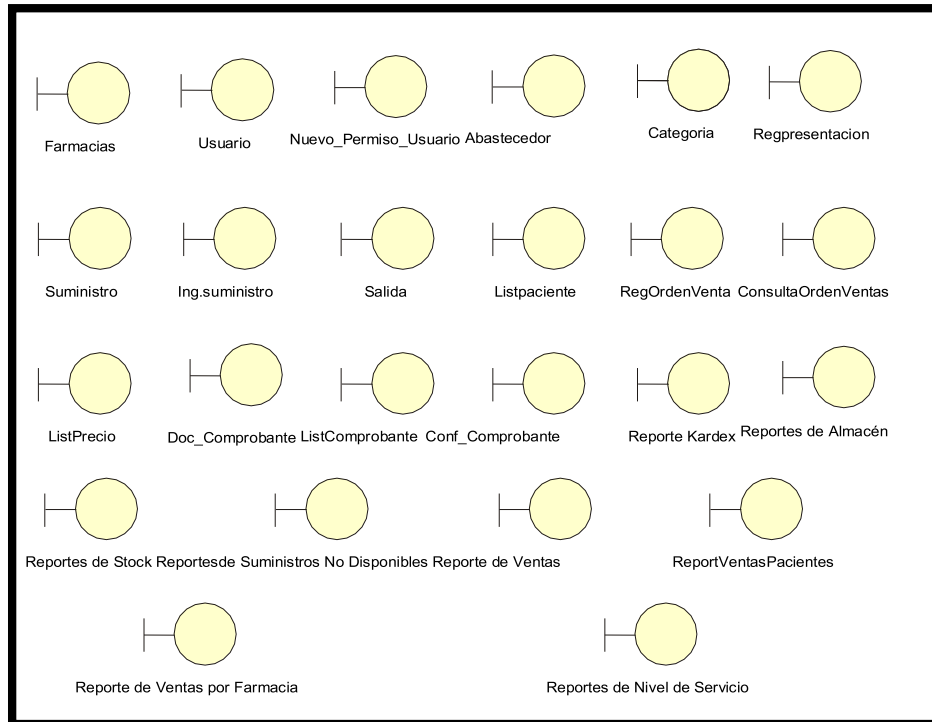 Farmacias
Usuario
Nuevo_Permiso_Usuario
Abastecedor
Categoria
Regpresentacion
Suministro
Ing.suministro
Salida
Listpaciente
RegOrdenVenta
ConsultaOrdenVentas
ListPrecio
Doc_Comprobante
ListComprobante
Conf_Comprobante
Reporte Kardex
Reportes de Almacén
Reportes de Stock
Reportesde Suministros No Disponibles
Reporte de Ventas
ReportVentasPacientes
Reporte de Ventas por Farmacia
Reportes de Nivel de Servicio